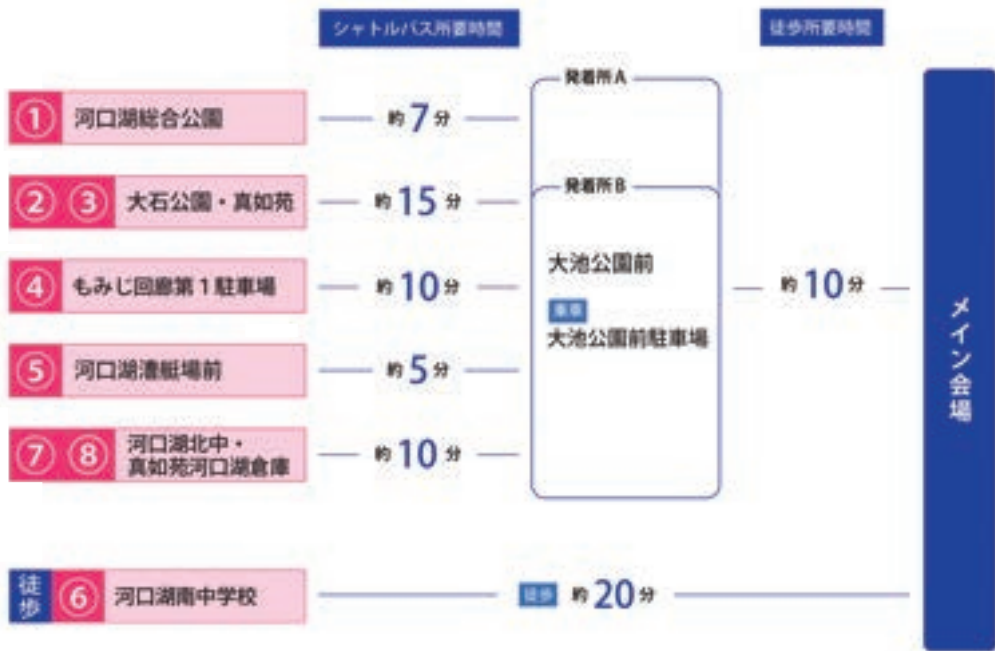 シャトルバス所要時間
徒歩所要時間
① 河口湖総合公園
約7分
発着所A
② ③ 大石公園・真如苑
約15分
発着所B
④ もみじ回廊第1駐車場
約10分
大池公園前
大池公園前駐車場
約10分
⑤ 河口湖漕艇場前
約5分
⑦ ⑧ 河口湖北中・
真如苑河口湖倉庫
約10分
徒歩 ⑥ 河口湖南中学校
徒歩 約20分
メイン会場